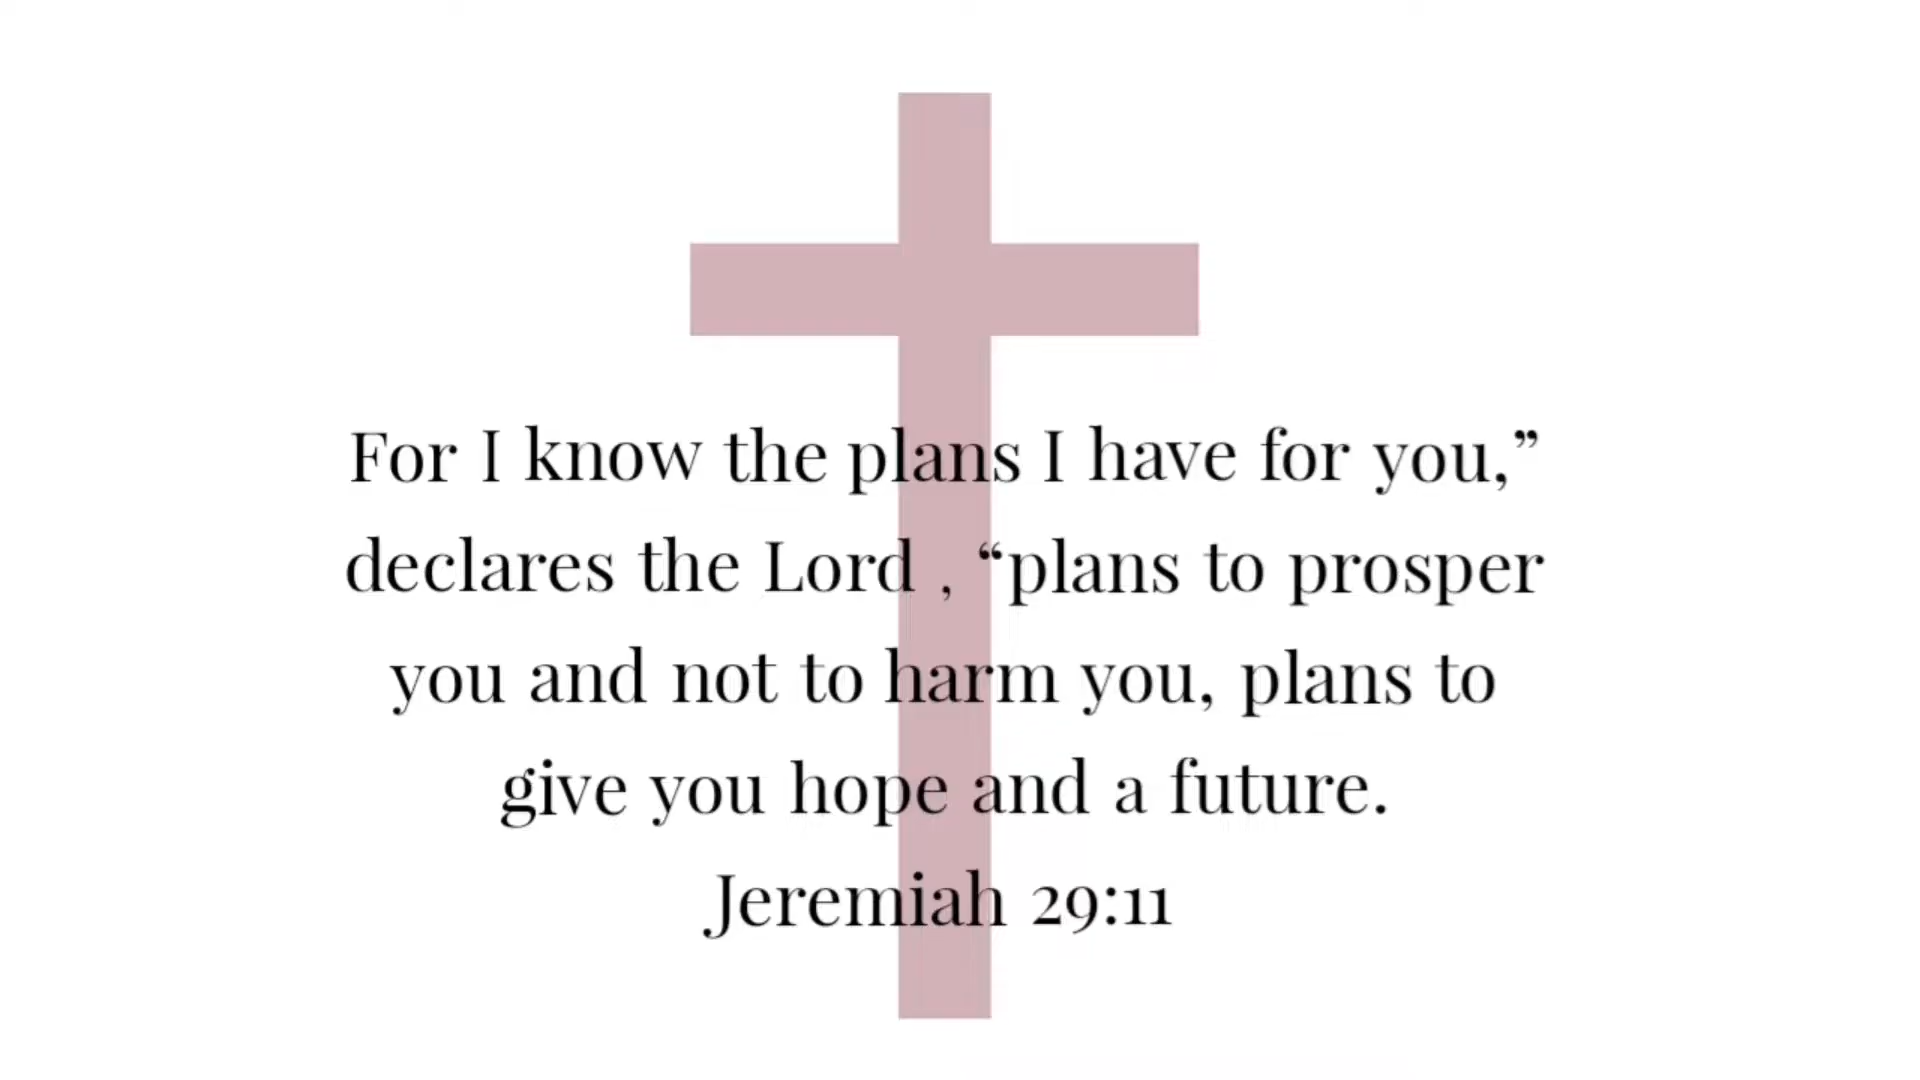 For I know the plans I have for you,”
declares the Lord , “plans to prosper
you and not to harm you, plans to
give you hope and a future.
Jeremiah 29:11